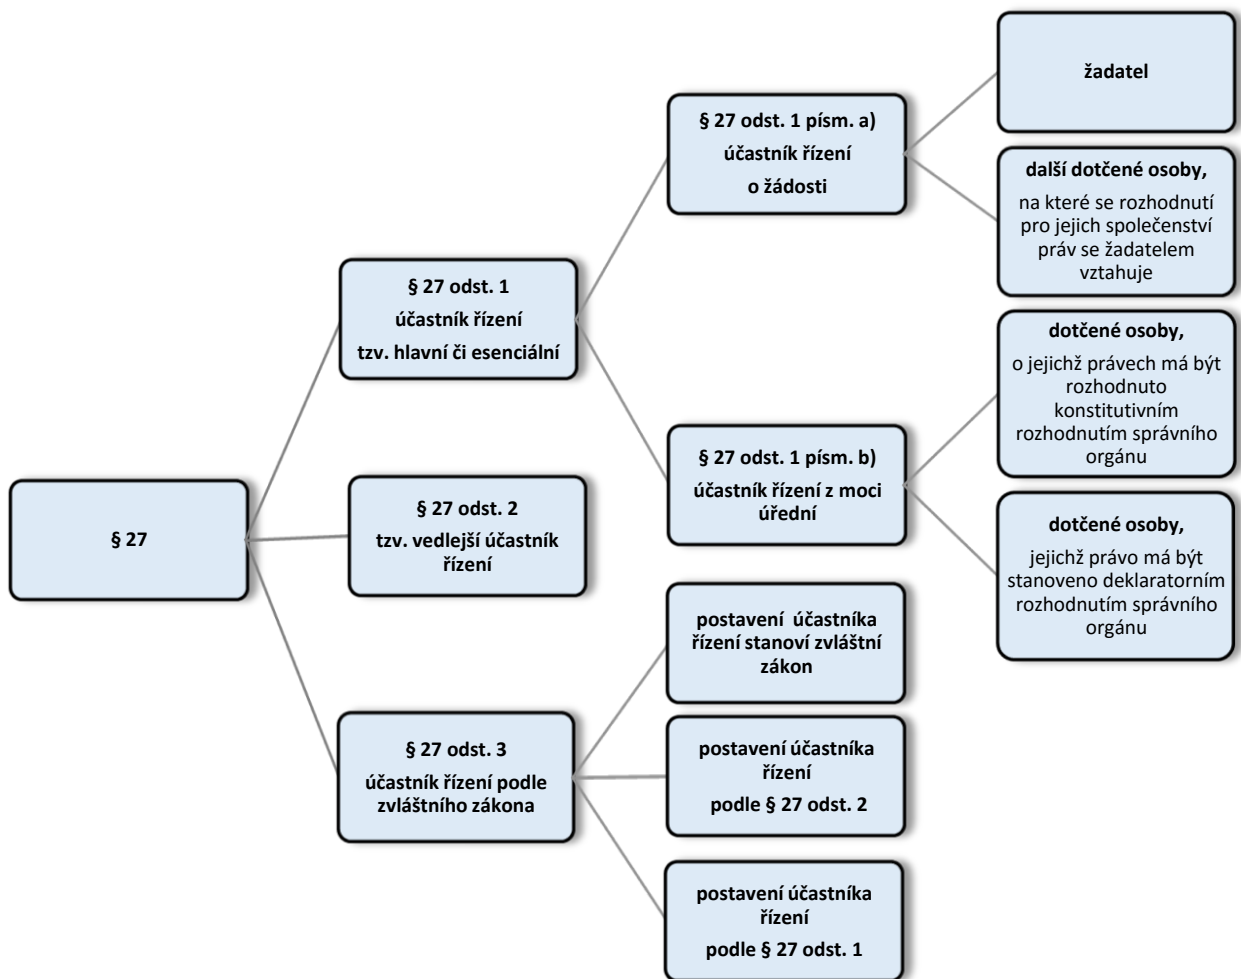 § 27
§ 27 odst. 1
účastník řízení
tzv. hlavní či esenciální
§ 27 odst. 1 písm. a)
účastník řízení
o žádosti
žadatel
další dotčené osoby,
na které se rozhodnutí
pro jejich společenství
práv se žadatelem
vztahuje
§ 27 odst. 1 písm. b)
účastník řízení z moci
úřední
dotčené osoby,
o jejichž právech má být
rozhodnuto
konstitutivním
rozhodnutím správního
orgánu
dotčené osoby,
jejichž právo má být
stanoveno deklaratorním
rozhodnutím správního
orgánu
§ 27 odst. 2
tzv. vedlejší účastník
řízení
§ 27 odst. 3
účastník řízení podle
zvláštního zákona
postavení účastníka
řízení stanoví zvláštní
zákon
postavení účastníka
řízení
podle § 27 odst. 2
postavení účastníka
řízení
podle § 27 odst. 1